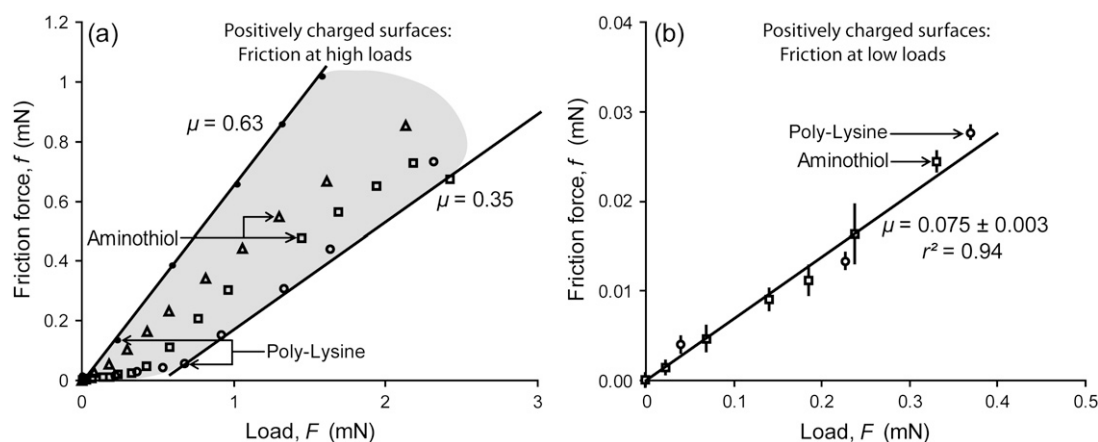 (a)
Positively charged surfaces:
Friction at high loads
Friction force, f (mN)
1.2
1
0.8
0.6
0.4
0.2
0
μ = 0.63
μ = 0.35
Aminothiol
Poly-Lysine
0
1
2
3
Load, F (mN)
(b)
Positively charged surfaces:
Friction at low loads
Friction force, f (mN)
0.04
0.03
0.02
0.01
0.00
Poly-Lysine
Aminothiol
μ = 0.075 ± 0.003
r² = 0.94
0
0.1
0.2
0.3
0.4
0.5
Load, F (mN)